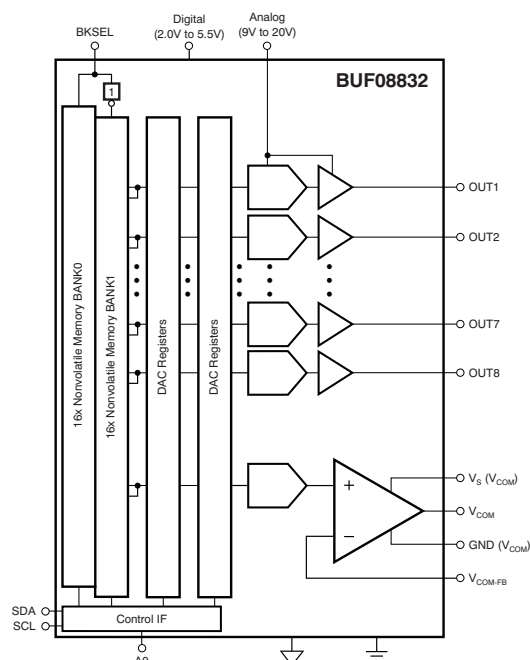 Digital
(2.0V to 5.5V)
Analog
(9V to 20V)
BKSEL
BUF08832
1
16x Nonvolatile Memory BANK0
16x Nonvolatile Memory BANK1
DAC Registers
DAC Registers
OUT1
OUT2
OUT7
OUT8
VS (VCOM)
VCOM
GND (VCOM)
VCOM-FB
+
−
SDA
SCL
Control IF
A0